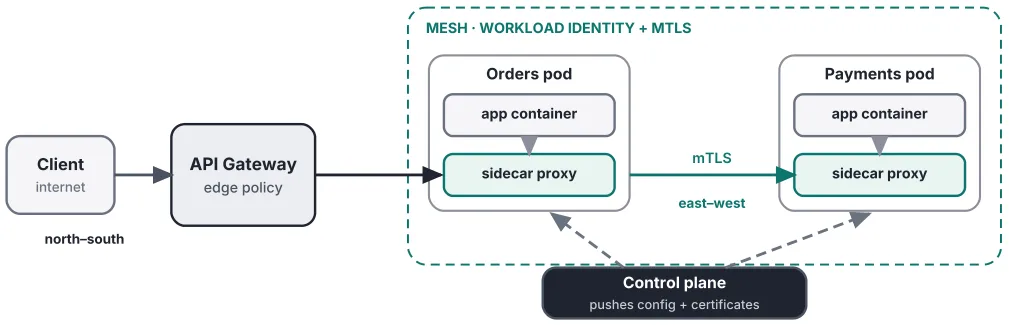 MESH · WORKLOAD IDENTITY + MTLS
Orders pod
Payments pod
app container
app container
Client
internet
API Gateway
edge policy
sidecar proxy
mTLS
sidecar proxy
north–south
east–west
Control plane
pushes config + certificates